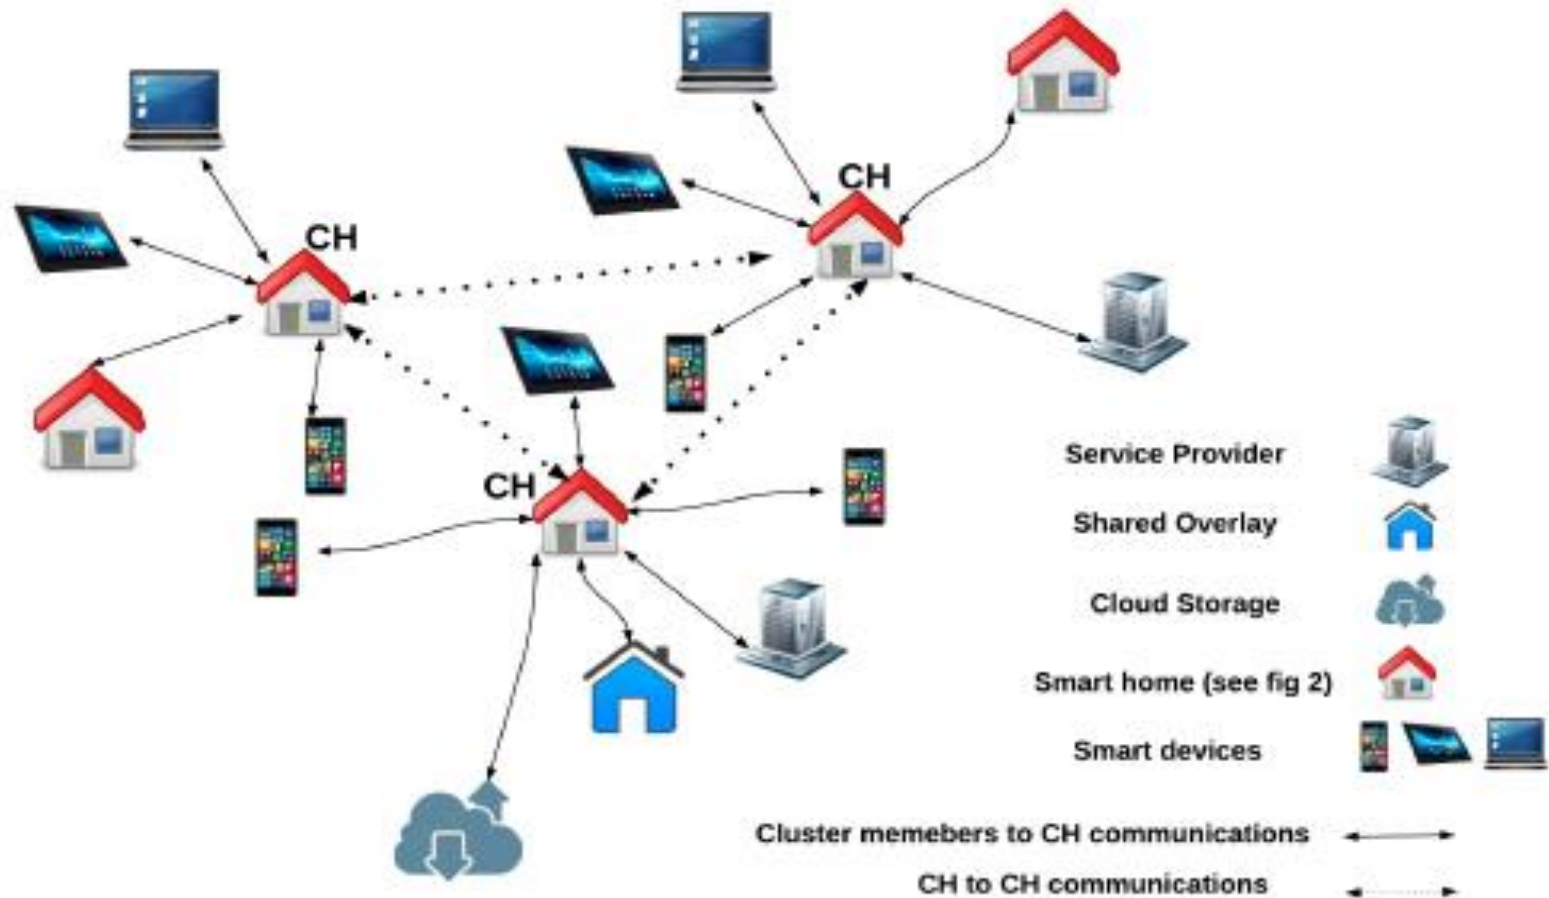 CH
CH
CH
Service Provider
Shared Overlay
Cloud Storage
Smart home (see fig 2)
Smart devices
Cluster memebers to CH communications
CH to CH communications